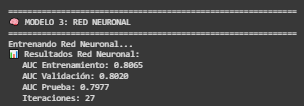 ============================================================
🧠 MODELO 3: RED NEURONAL
============================================================
Entrenando Red Neuronal...
📊 Resultados Red Neuronal:
AUC Entrenamiento: 0.8065
AUC Validación: 0.8020
AUC Prueba: 0.7977
Iteraciones: 27